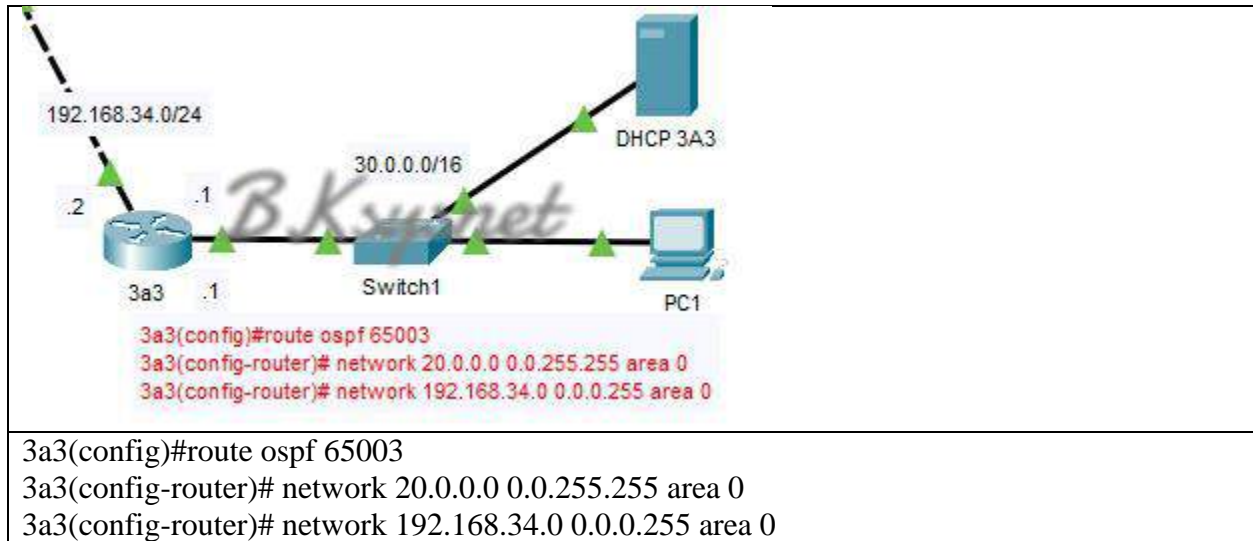 192.168.34.0/24
DHCP 3A3
30.0.0.0/16
.2
.1
B.Ksymet
3a3
.1
Switch1
PC1
3a3(config)#route ospf 65003
3a3(config-router)# network 20.0.0.0 0.0.255.255 area 0
3a3(config-router)# network 192.168.34.0 0.0.0.255 area 0
3a3(config)#route ospf 65003
3a3(config-router)# network 20.0.0.0 0.0.255.255 area 0
3a3(config-router)# network 192.168.34.0 0.0.0.255 area 0